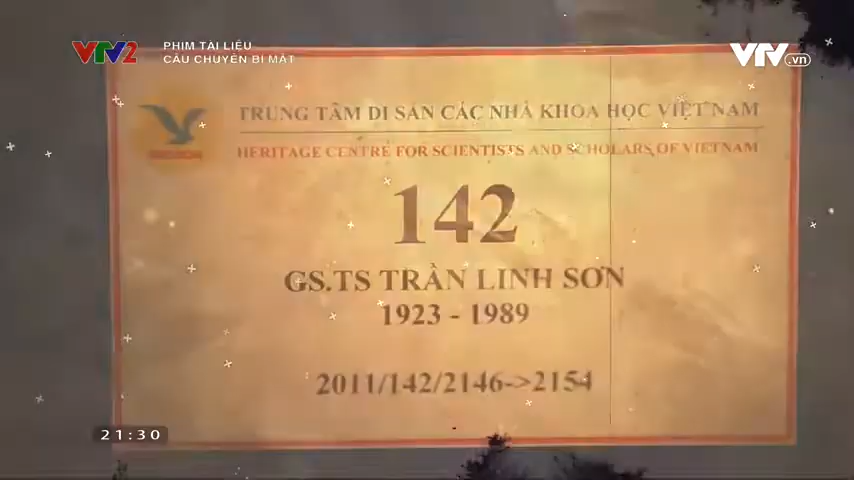 VTV2
PHIM TÀI LIỆU
CÂU CHUYỆN BÍ MẬT
VTV.vn
TRUNG TÂM DI SẢN CÁC NHÀ KHOA HỌC VIỆT NAM
HERITAGE CENTRE FOR SCIENTISTS AND SCHOLARS OF VIETNAM
142
GS.TS TRẦN LINH SƠN
1923 - 1989
2011/142/2146->2154
21:30